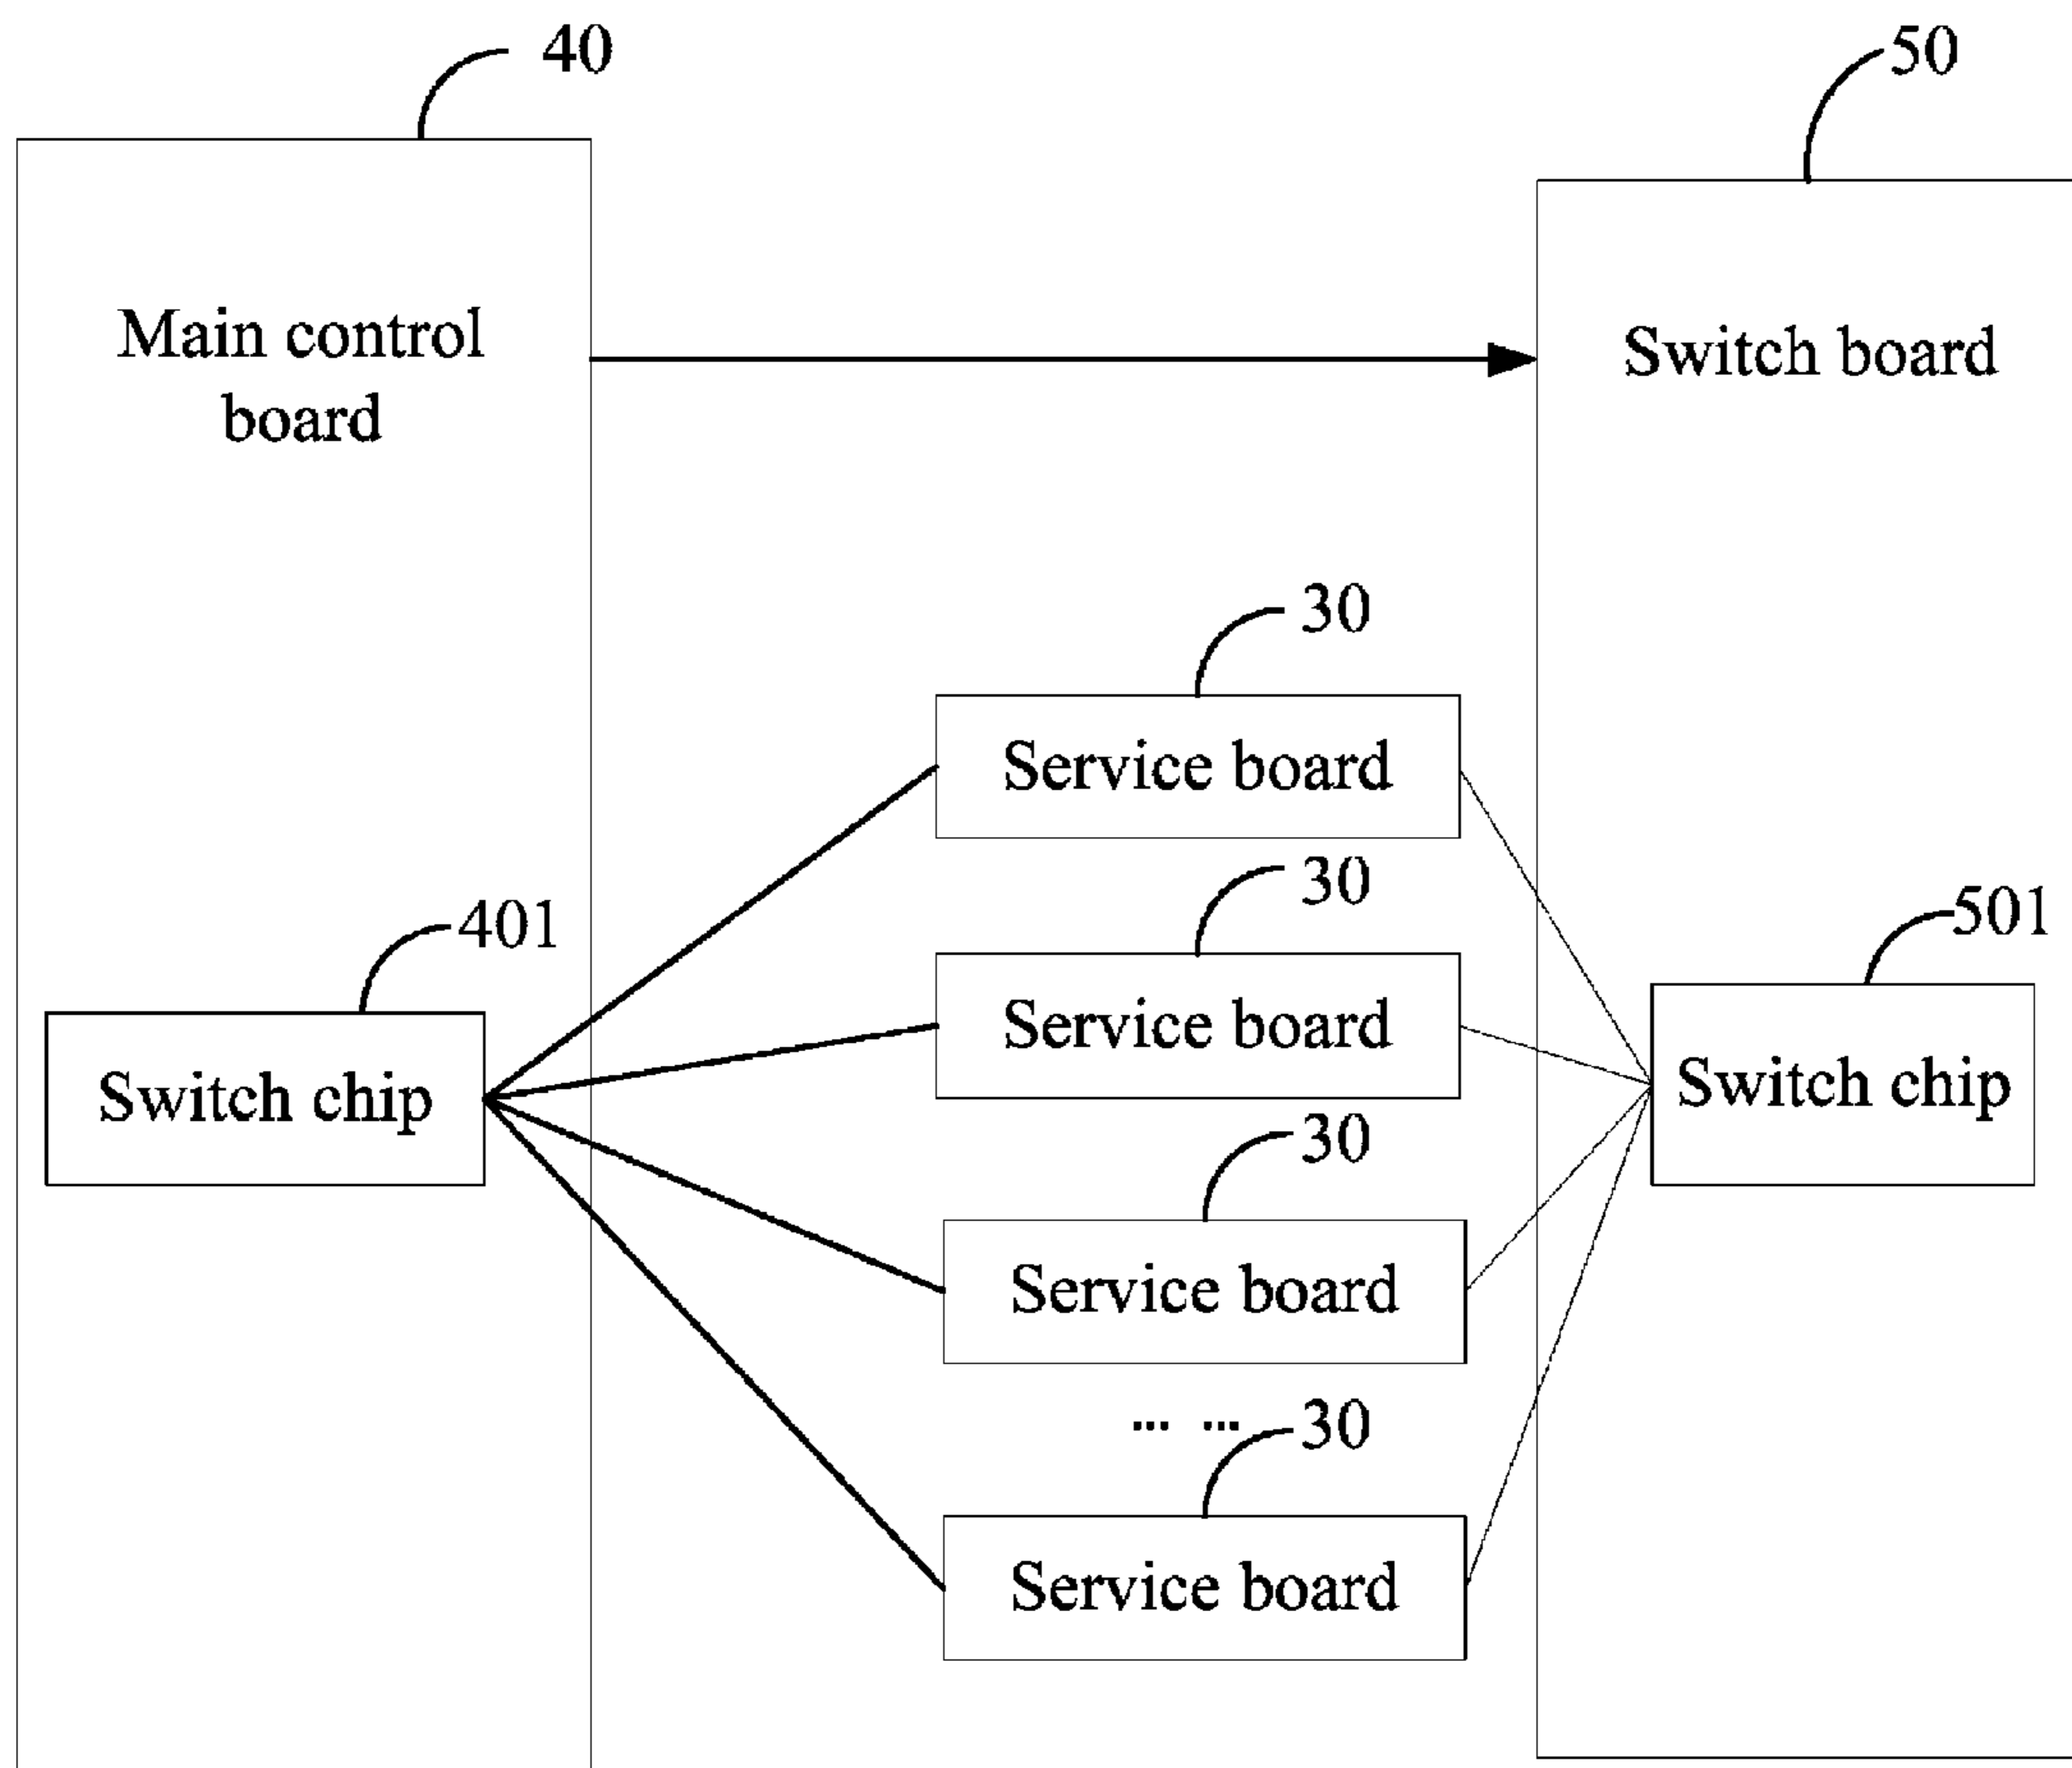 40
50
Main control
board
Switch board
30
Service board
30
Service board
401
Switch chip
501
Switch chip
30
Service board
... ...
30
Service board